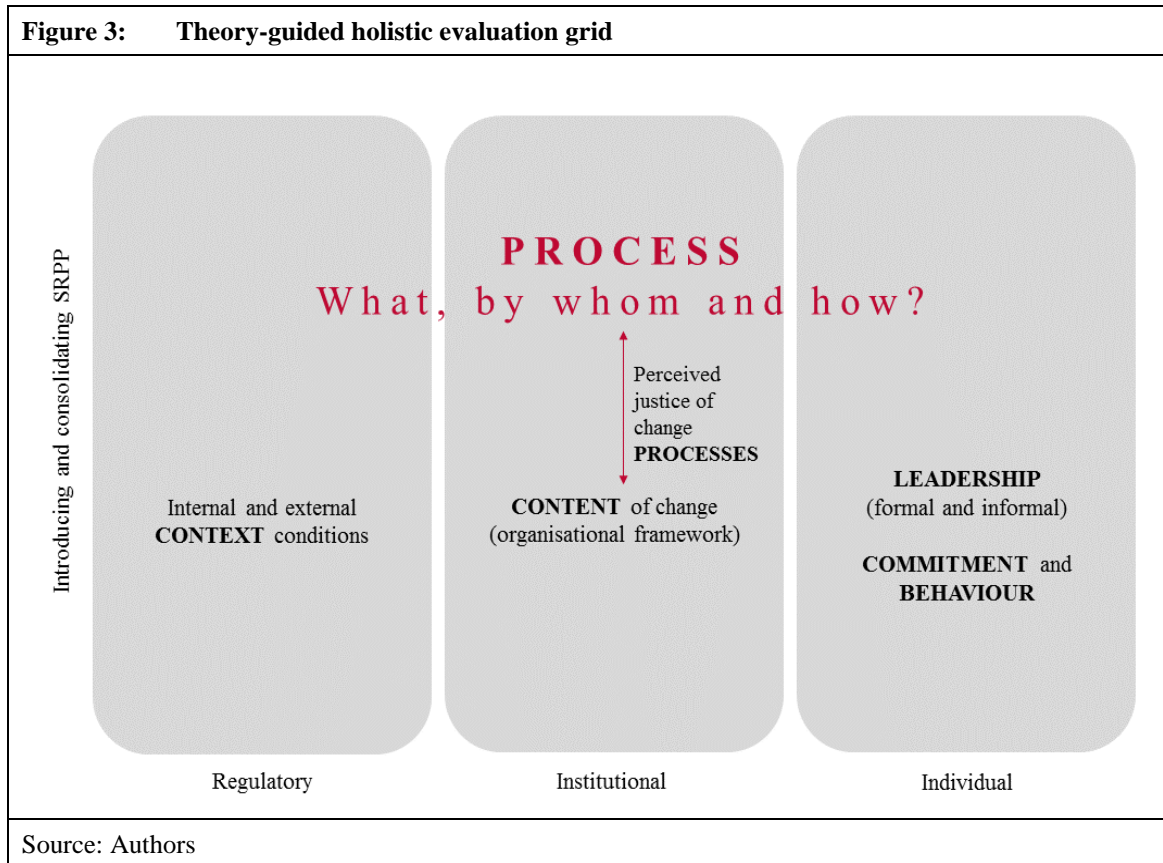 Figure 3: Theory-guided holistic evaluation grid
Introducing and consolidating SRPP
PROCESS
What, by whom and how?
Perceived
justice of
change
PROCESSES
Internal and external
CONTEXT conditions
CONTENT of change
(organisational framework)
LEADERSHIP
(formal and informal)
COMMITMENT and
BEHAVIOUR
Regulatory
Institutional
Individual
Source: Authors